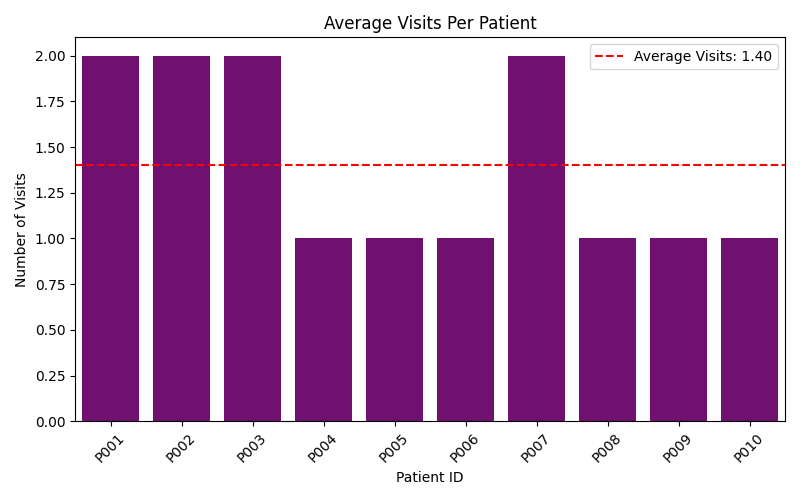 Average Visits Per Patient
Average Visits: 1.40
Number of Visits
2.00
1.75
1.50
1.25
1.00
0.75
0.50
0.25
0.00
P001 P002 P003 P004 P005 P006 P007 P008 P009 P010
Patient ID